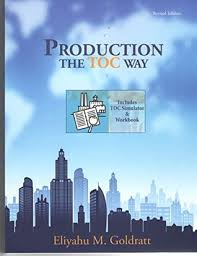 Revised Edition
PRODUCTION
THE TOC WAY
Includes
TOC Simulator
&
Workbook
Eliyahu M. Goldratt